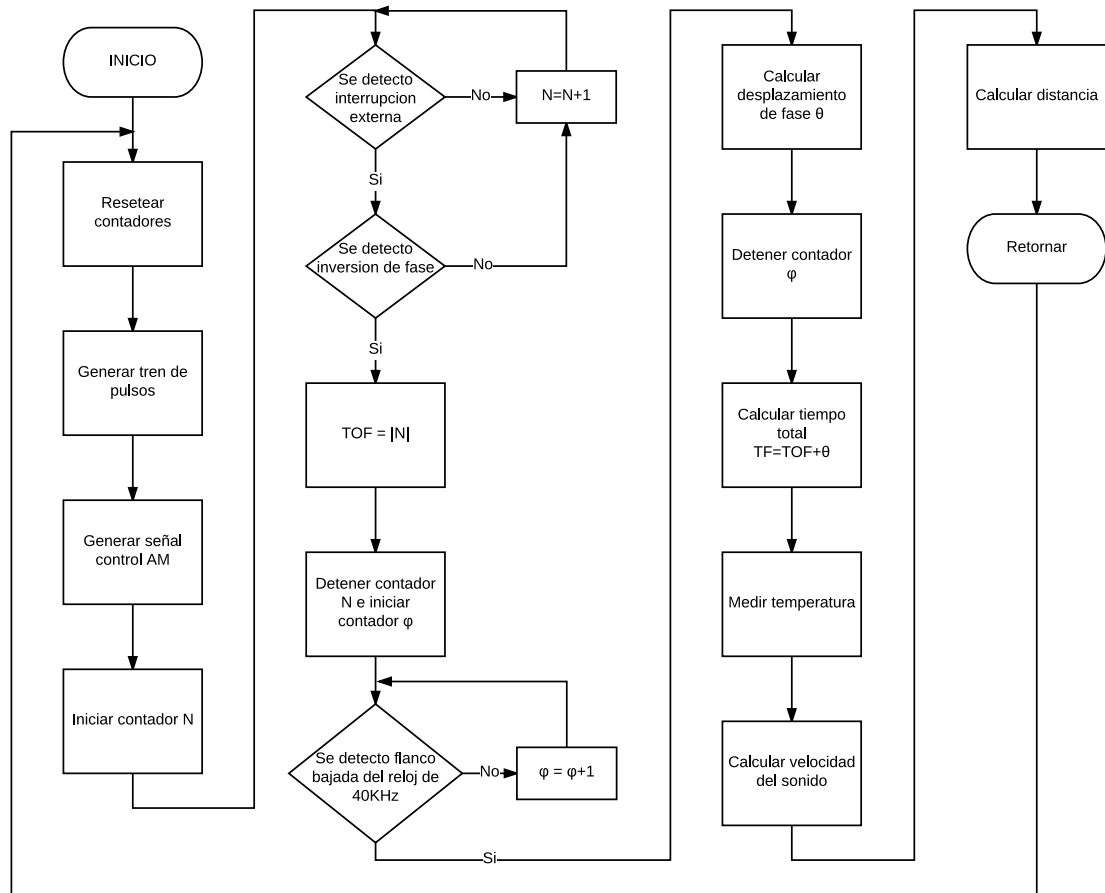 INICIO
Resetear
contadores
Generar tren de
pulsos
Generar señal
control AM
Iniciar contador N
Se detecto
interrupcion
externa
No
N=N+1
Si
Se detecto
inversion de fase
No
Si
TOF = |N|
Detener contador
N e iniciar
contador φ
Se detecto flanco
bajada del reloj de
40KHz
No
φ = φ+1
Si
Calcular
desplazamiento
de fase θ
Detener contador
φ
Calcular tiempo
total
TF=TOF+θ
Medir temperatura
Calcular velocidad
del sonido
Calcular distancia
Retornar